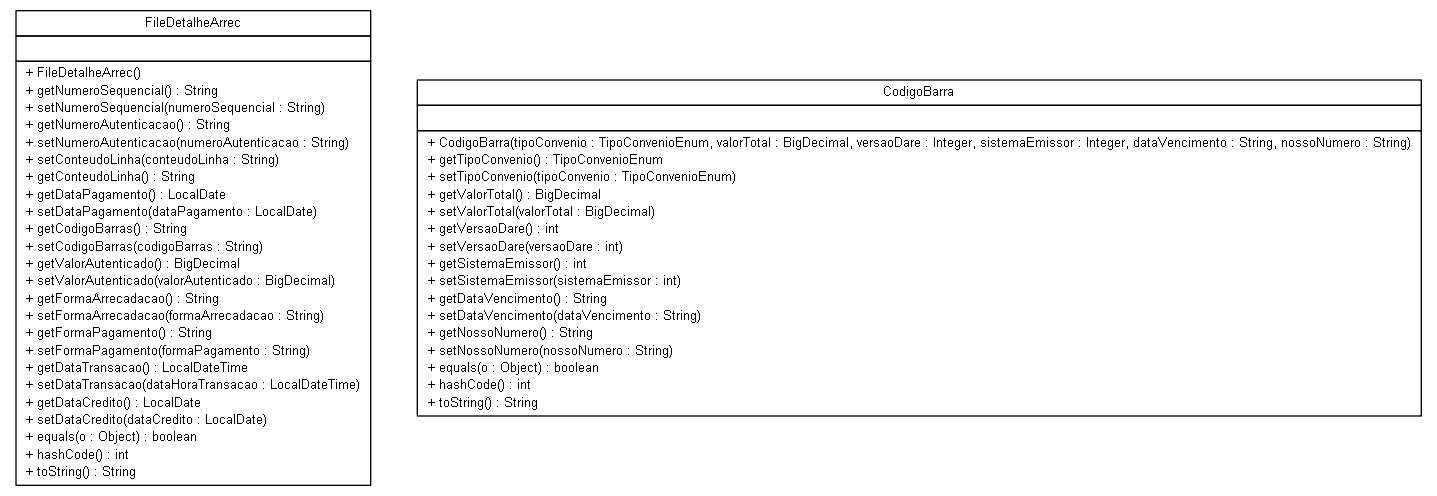 FileDetalheArrec
+ FileDetalheArrec()
+ getNumeroSequencial() : String
+ setNumeroSequencial(numeroSequencial : String)
+ getNumeroAutenticacao() : String
+ setNumeroAutenticacao(numeroAutenticacao : String)
+ setConteudoLinha(conteudoLinha : String)
+ getConteudoLinha() : String
+ getDataPagamento() : LocalDate
+ setDataPagamento(dataPagamento : LocalDate)
+ getCodigoBarras() : String
+ setCodigoBarras(codigoBarras : String)
+ getValorAutenticado() : BigDecimal
+ setValorAutenticado(valorAutenticado : BigDecimal)
+ getFormaArrecadacao() : String
+ setFormaArrecadacao(formaArrecadacao : String)
+ getFormaPagamento() : String
+ setFormaPagamento(formaPagamento : String)
+ getDataTransacao() : LocalDateTime
+ setDataTransacao(dataHoraTransacao : LocalDateTime)
+ getDataCredito() : LocalDate
+ setDataCredito(dataCredito : LocalDate)
+ equals(o : Object) : boolean
+ hashCode() : int
+ toString() : String
CodigoBarra
+ CodigoBarra(tipoConvenio : TipoConvenioEnum, valorTotal : BigDecimal, versaoDare : Integer, sistemaEmissor : Integer, dataVencimento : String, nossoNumero : String)
+ getTipoConvenio() : TipoConvenioEnum
+ setTipoConvenio(tipoConvenio : TipoConvenioEnum)
+ getValorTotal() : BigDecimal
+ setValorTotal(valorTotal : BigDecimal)
+ getVersaoDare() : int
+ setVersaoDare(versaoDare : int)
+ getSistemaEmissor() : int
+ setSistemaEmissor(sistemaEmissor : int)
+ getDataVencimento() : String
+ setDataVencimento(dataVencimento : String)
+ getNossoNumero() : String
+ setNossoNumero(nossoNumero : String)
+ equals(o : Object) : boolean
+ hashCode() : int
+ toString() : String